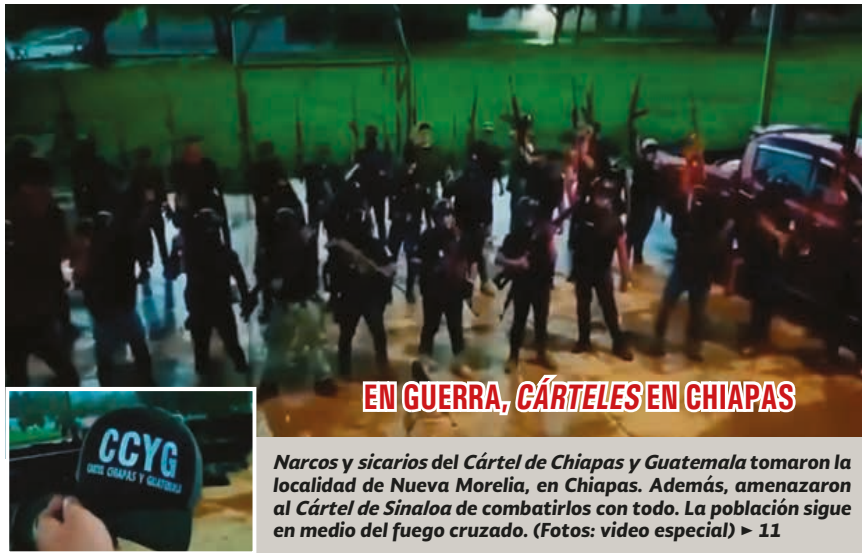 EN GUERRA, CÁRTELES EN CHIAPAS
CCYG
CARTEL CHIAPAS Y GUATEMALA
Narcos y sicarios del Cártel de Chiapas y Guatemala tomaron la
localidad de Nueva Morelia, en Chiapas. Además, amenazaron
al Cártel de Sinaloa de combatirlos con todo. La población sigue
en medio del fuego cruzado. (Fotos: video especial) ► 11